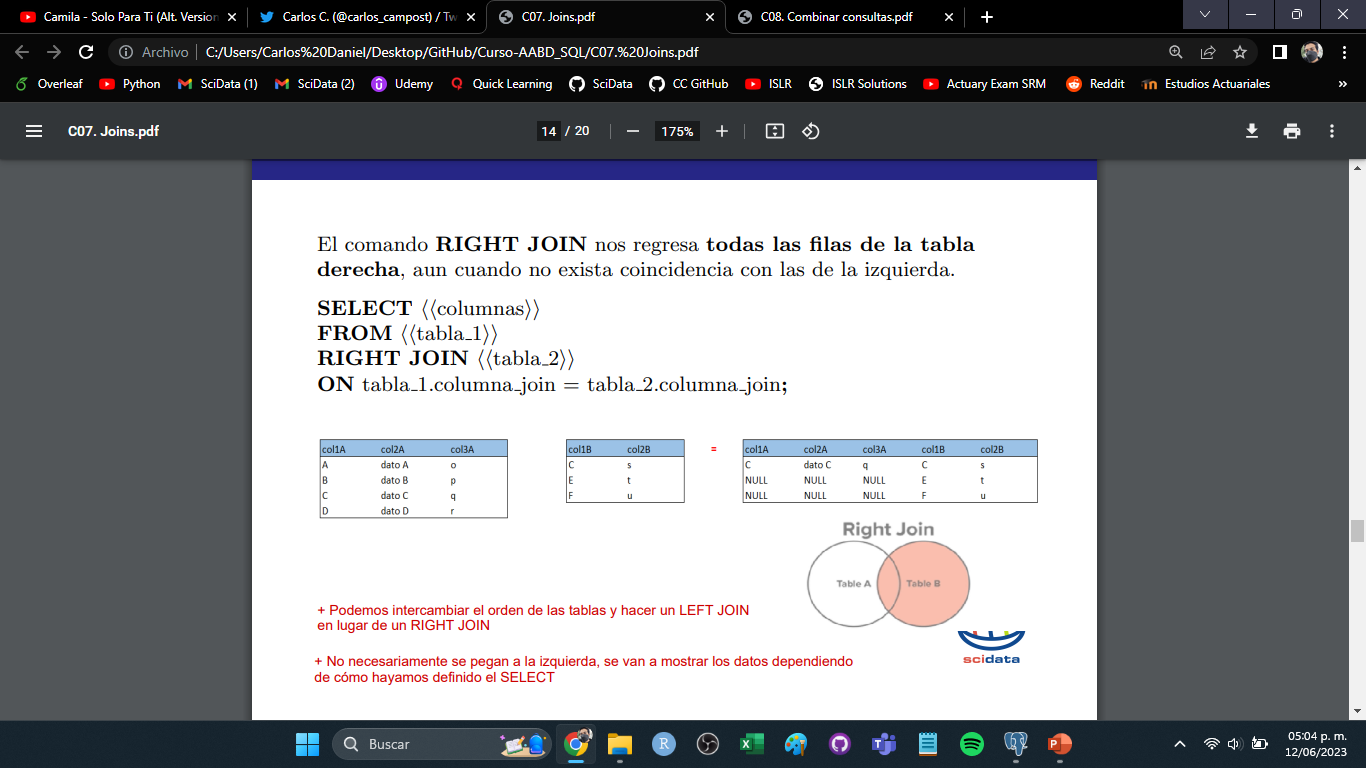 Camila - Solo Para Ti (Alt. Version
Carlos C. (@carlos_campost) / Tw
C07. Joins.pdf
C08. Combinar consultas.pdf
Archivo
C:/Users/Carlos%20Daniel/Desktop/GitHub/Curso-AABD_SQL/C07.%20Joins.pdf
Overleaf
Python
SciData (1)
SciData (2)
Udemy
Quick Learning
SciData
CC GitHub
ISLR
ISLR Solutions
Actuary Exam SRM
Reddit
Estudios Actuariales
»
C07. Joins.pdf
14 / 20
175%
El comando RIGHT JOIN nos regresa todas las filas de la tabla
derecha, aun cuando no exista coincidencia con las de la izquierda.
SELECT ⟨⟨columnas⟩⟩
FROM ⟨⟨tabla_1⟩⟩
RIGHT JOIN ⟨⟨tabla_2⟩⟩
ON tabla_1.columna_join = tabla_2.columna_join;
col1A col2A col3A
A dato A o
B dato B p
C dato C q
D dato D r
col1B col2B
C s
E t
F u
=
col1A col2A col3A col1B col2B
C dato C q C s
NULL NULL NULL E t
NULL NULL NULL F u
Right Join
Table A
Table B
+ Podemos intercambiar el orden de las tablas y hacer un LEFT JOIN
en lugar de un RIGHT JOIN
scidata
+ No necesariamente se pegan a la izquierda, se van a mostrar los datos dependiendo
de cómo hayamos definido el SELECT
Buscar
05:04 p. m.
12/06/2023